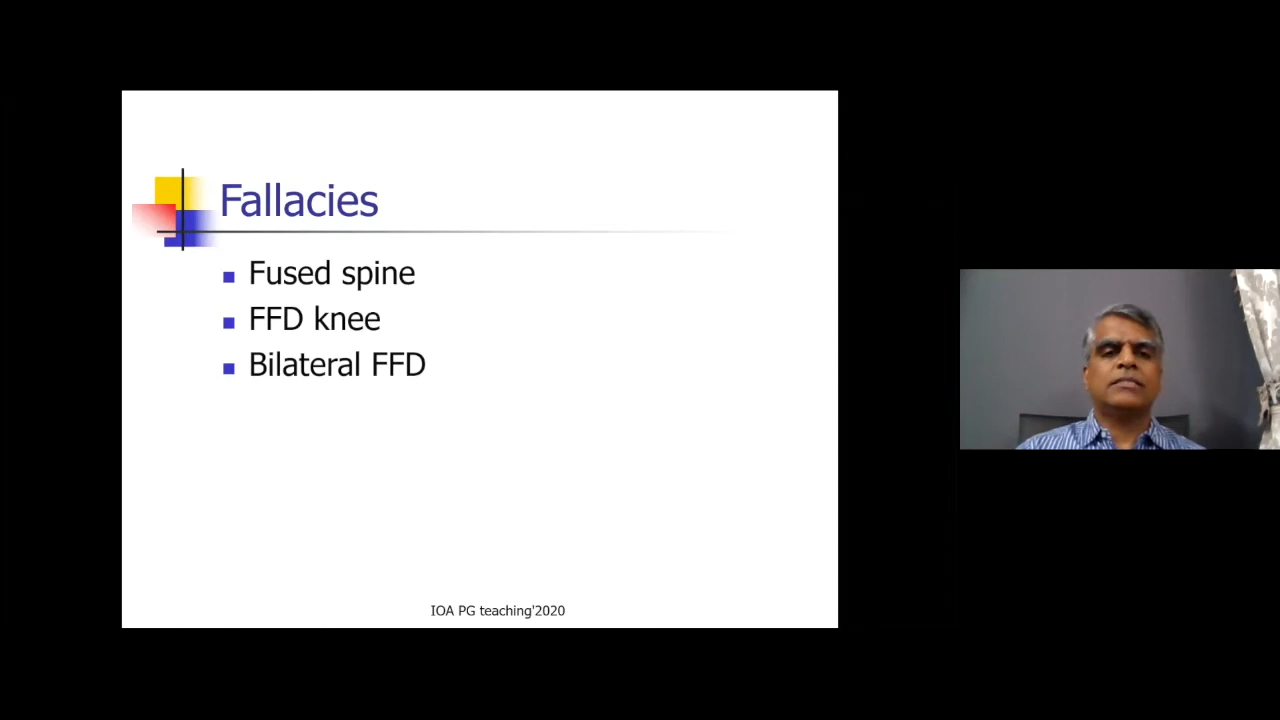 Fallacies
Fused spine
FFD knee
Bilateral FFD
IOA PG teaching'2020